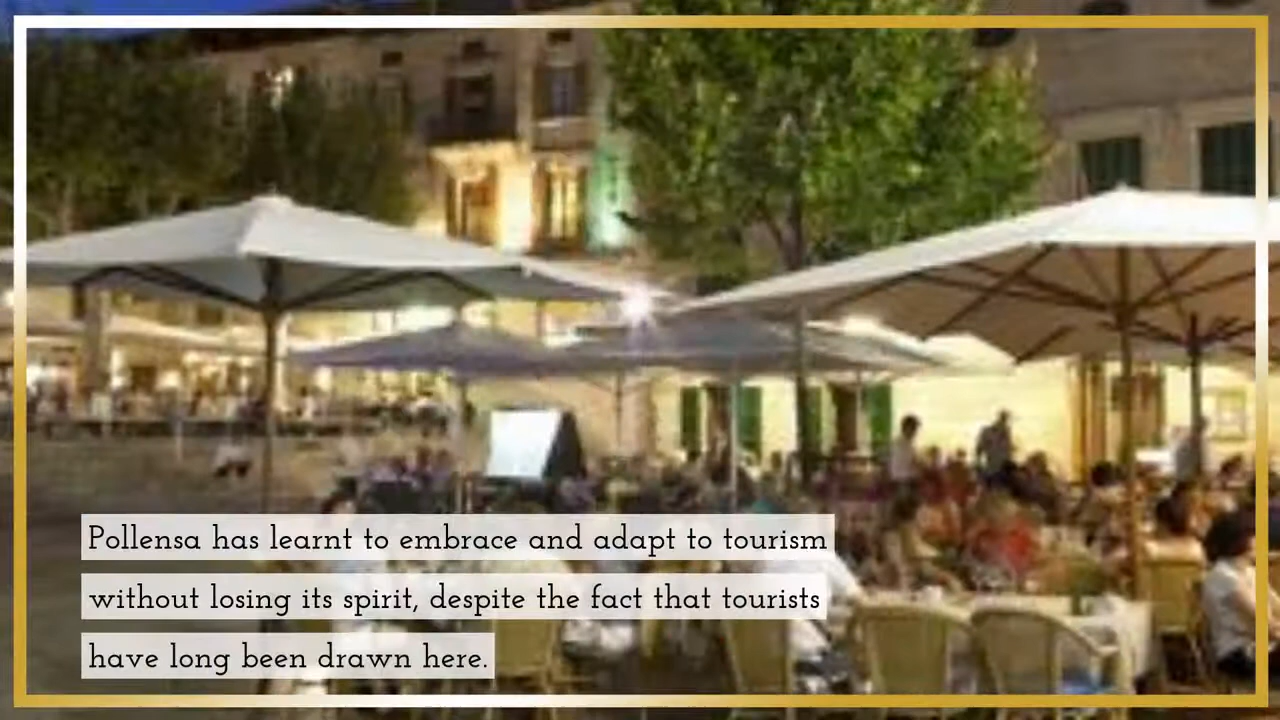 Pollensa has learnt to embrace and adapt to tourism
without losing its spirit, despite the fact that tourists
have long been drawn here.